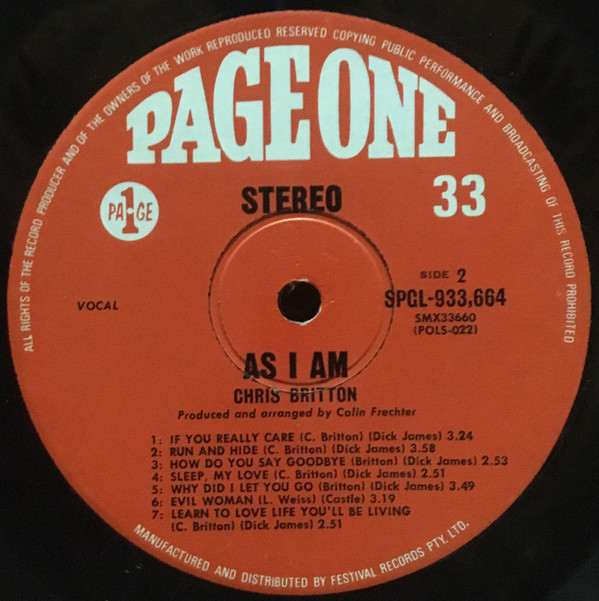 ALL RIGHTS OF THE RECORD PRODUCER AND OF THE OWNERS OF THE WORK REPRODUCED RESERVED COPYING PUBLIC PERFORMANCE AND BROADCASTING OF THIS RECORD PROHIBITED
PAGE ONE
PA1GE
STEREO
33
VOCAL
SIDE 2
SPGL-933,664
SMX33660
(POLS-022)
AS I AM
CHRIS BRITTON
Produced and arranged by Colin Frechter
1: IF YOU REALLY CARE (C. Britton) (Dick James) 3.24
2: RUN AND HIDE (C. Britton) (Dick James) 3.58
3: HOW DO YOU SAY GOODBYE (Britton) (Dick James) 2.53
4: SLEEP, MY LOVE (C. Britton) (Dick James) 2.51
5: WHY DID I LET YOU GO (Britton) (Dick James) 3.49
6: EVIL WOMAN (L. Weiss) (Castle) 3.19
7: LEARN TO LOVE LIFE YOU'LL BE LIVING
(C. Britton) (Dick James) 2.51
MANUFACTURED AND DISTRIBUTED BY FESTIVAL RECORDS PTY. LTD.